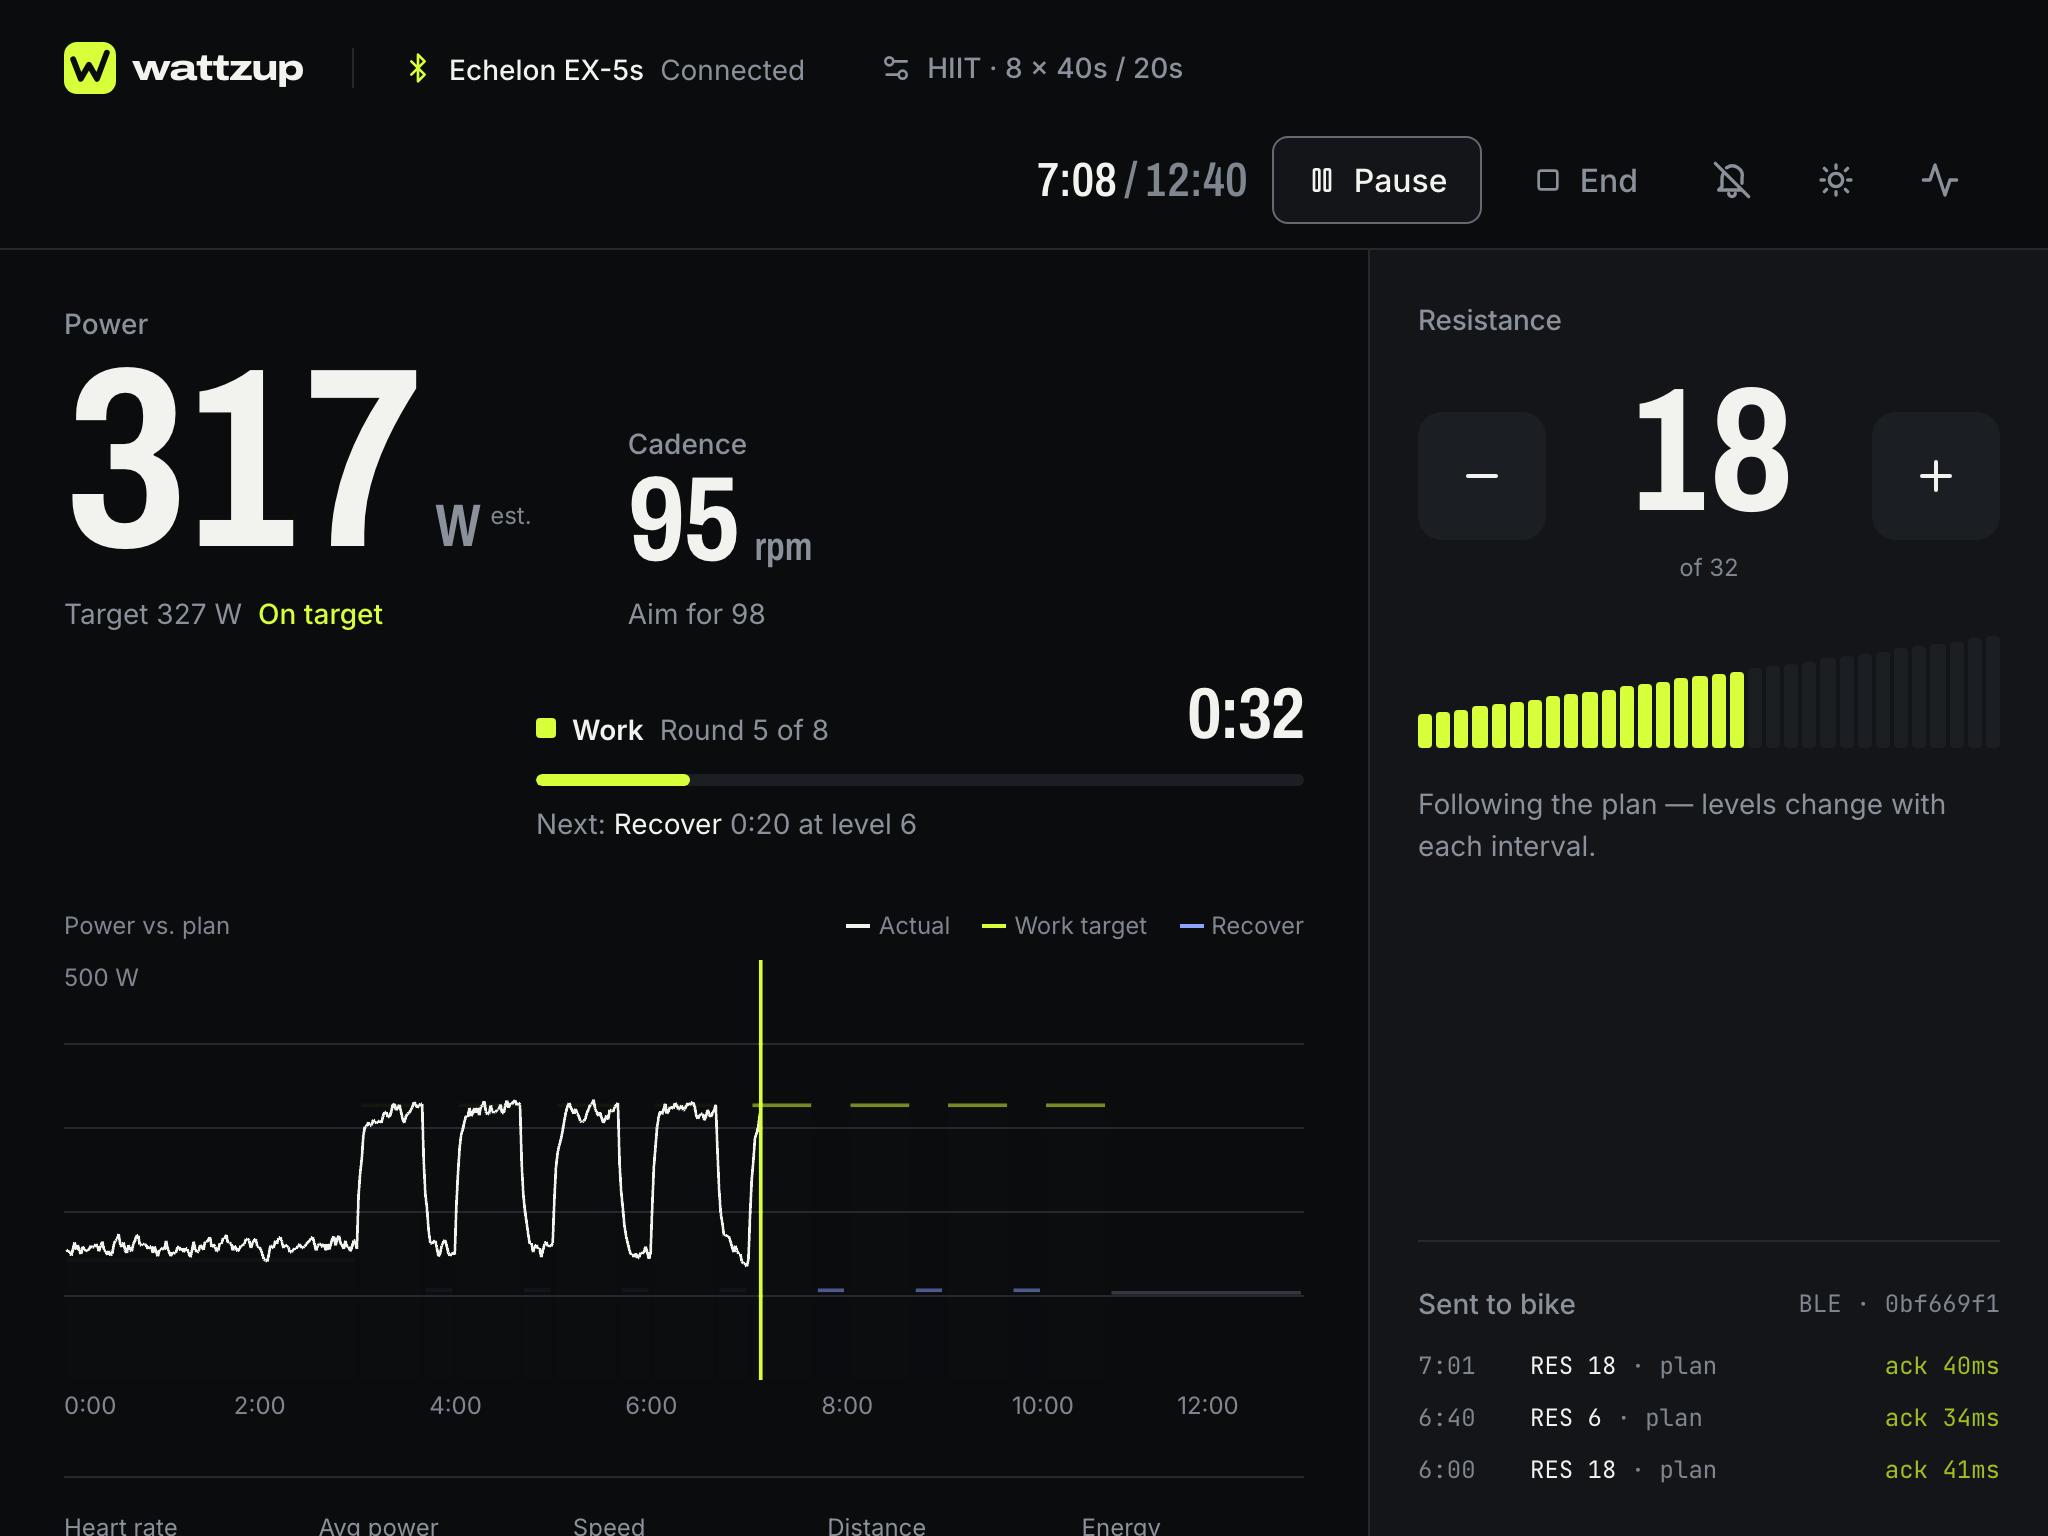 wattzup
Echelon EX-5s Connected
HIIT · 8 × 40s / 20s
7:08 / 12:40
Pause
End
Power
317 W est.
Target 327 W On target
Cadence
95 rpm
Aim for 98
Work Round 5 of 8
0:32
Next: Recover 0:20 at level 6
Power vs. plan
Actual Work target Recover
500 W
0:00 2:00 4:00 6:00 8:00 10:00 12:00
Heart rate Avg power Speed Distance Energy
Resistance
− 18 +
of 32
Following the plan — levels change with
each interval.
Sent to bike BLE · 0bf669f1
7:01 RES 18 · plan ack 40ms
6:40 RES 6 · plan ack 34ms
6:00 RES 18 · plan ack 41ms